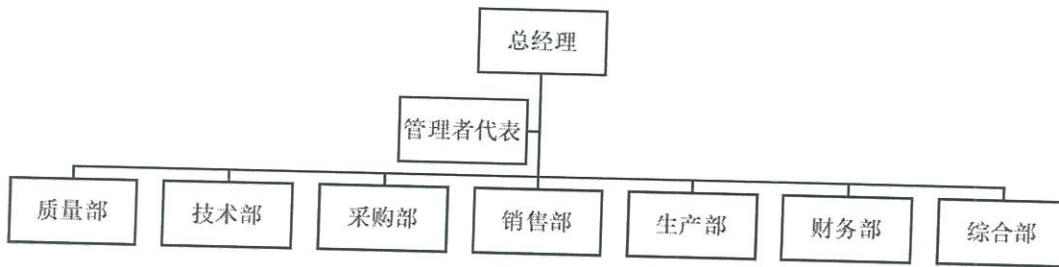 总经理
管理者代表
质量部
技术部
采购部
销售部
生产部
财务部
综合部